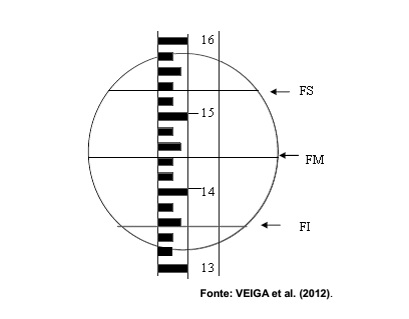 16
FS
15
FM
14
FI
13
Fonte: VEIGA et al. (2012).